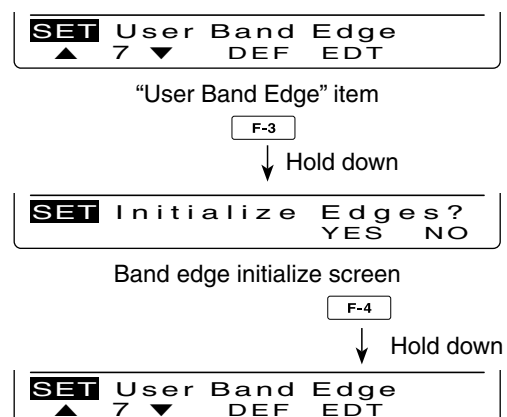 SET User Band Edge
▲ 7 ▼ DEF EDT
“User Band Edge” item
F-3
Hold down
SET Initialize Edges?
YES NO
Band edge initialize screen
F-4
Hold down
SET User Band Edge
▲ 7 ▼ DEF EDT